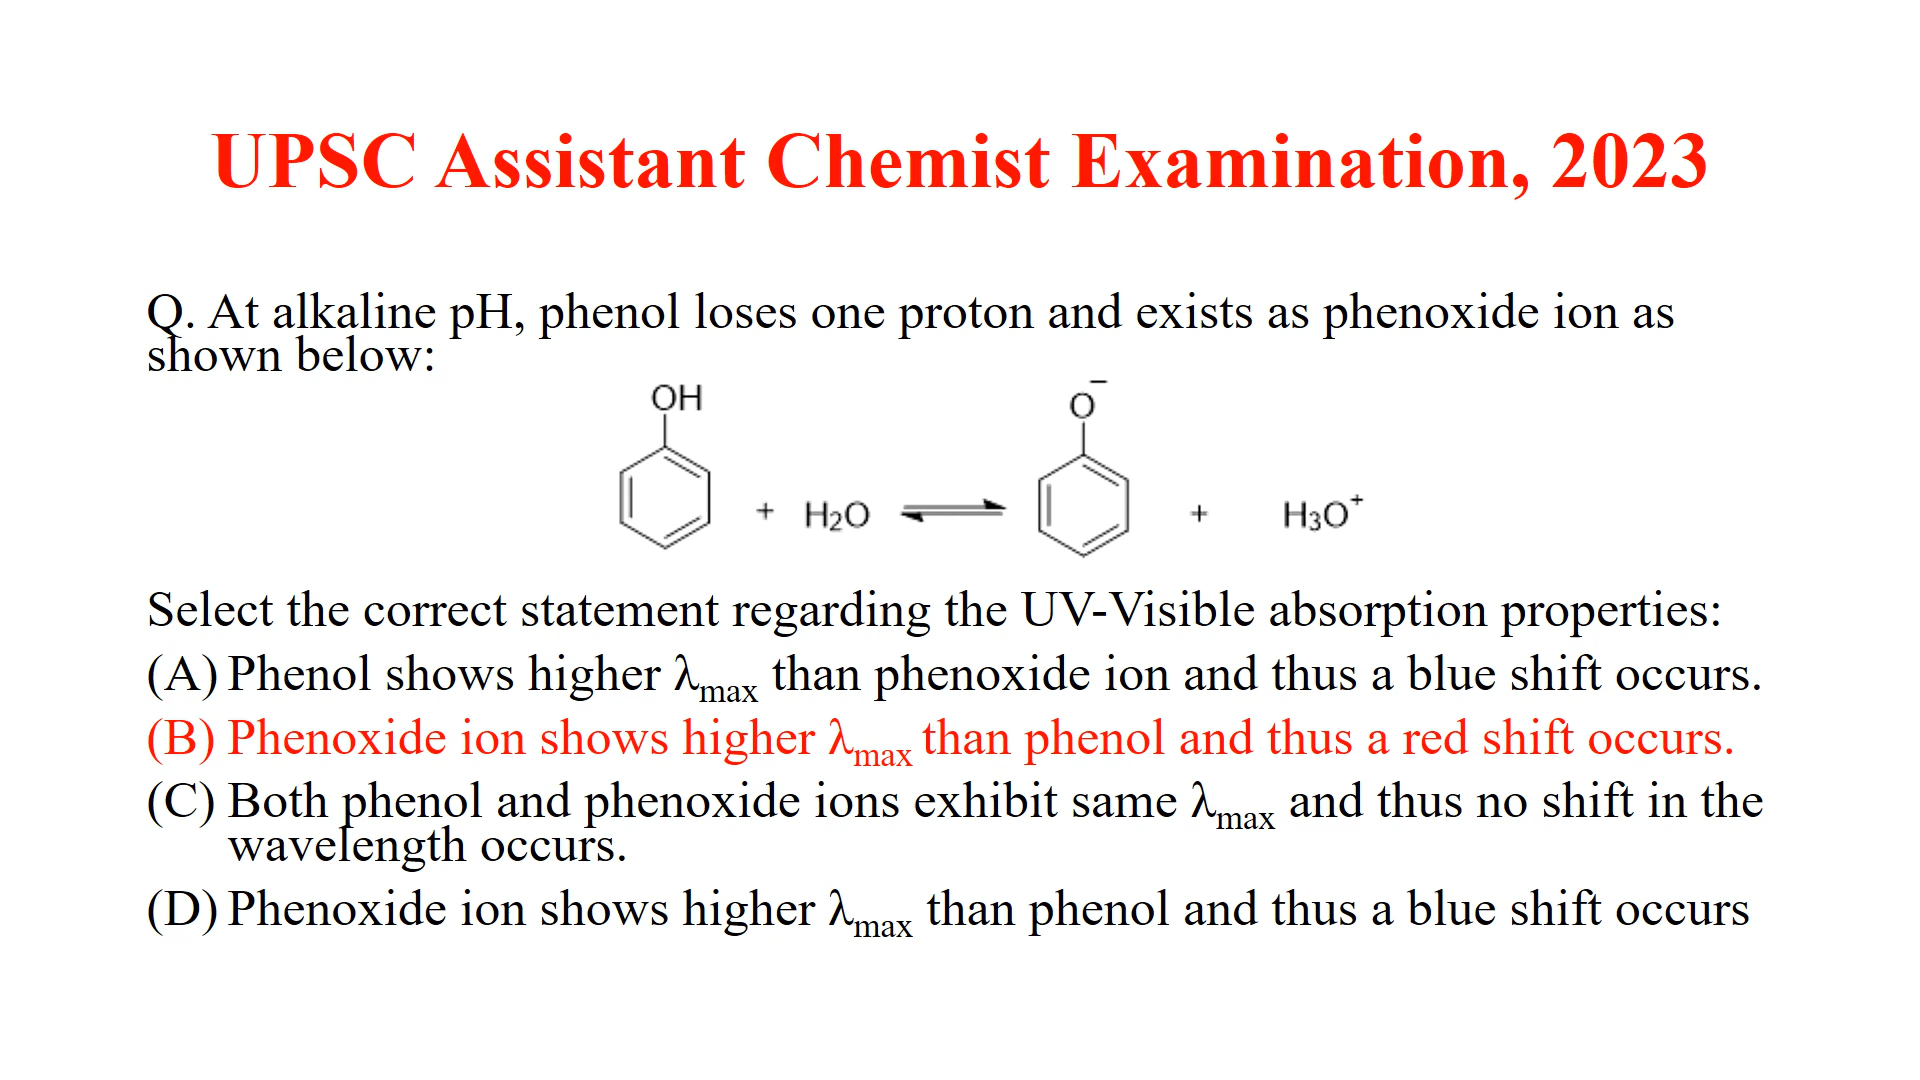 UPSC Assistant Chemist Examination, 2023
Q. At alkaline pH, phenol loses one proton and exists as phenoxide ion as
shown below:
OH
O⁻
+ H₂O ⇌ + H₃O⁺
Select the correct statement regarding the UV-Visible absorption properties:
(A) Phenol shows higher λmax than phenoxide ion and thus a blue shift occurs.
(B) Phenoxide ion shows higher λmax than phenol and thus a red shift occurs.
(C) Both phenol and phenoxide ions exhibit same λmax and thus no shift in the
wavelength occurs.
(D) Phenoxide ion shows higher λmax than phenol and thus a blue shift occurs